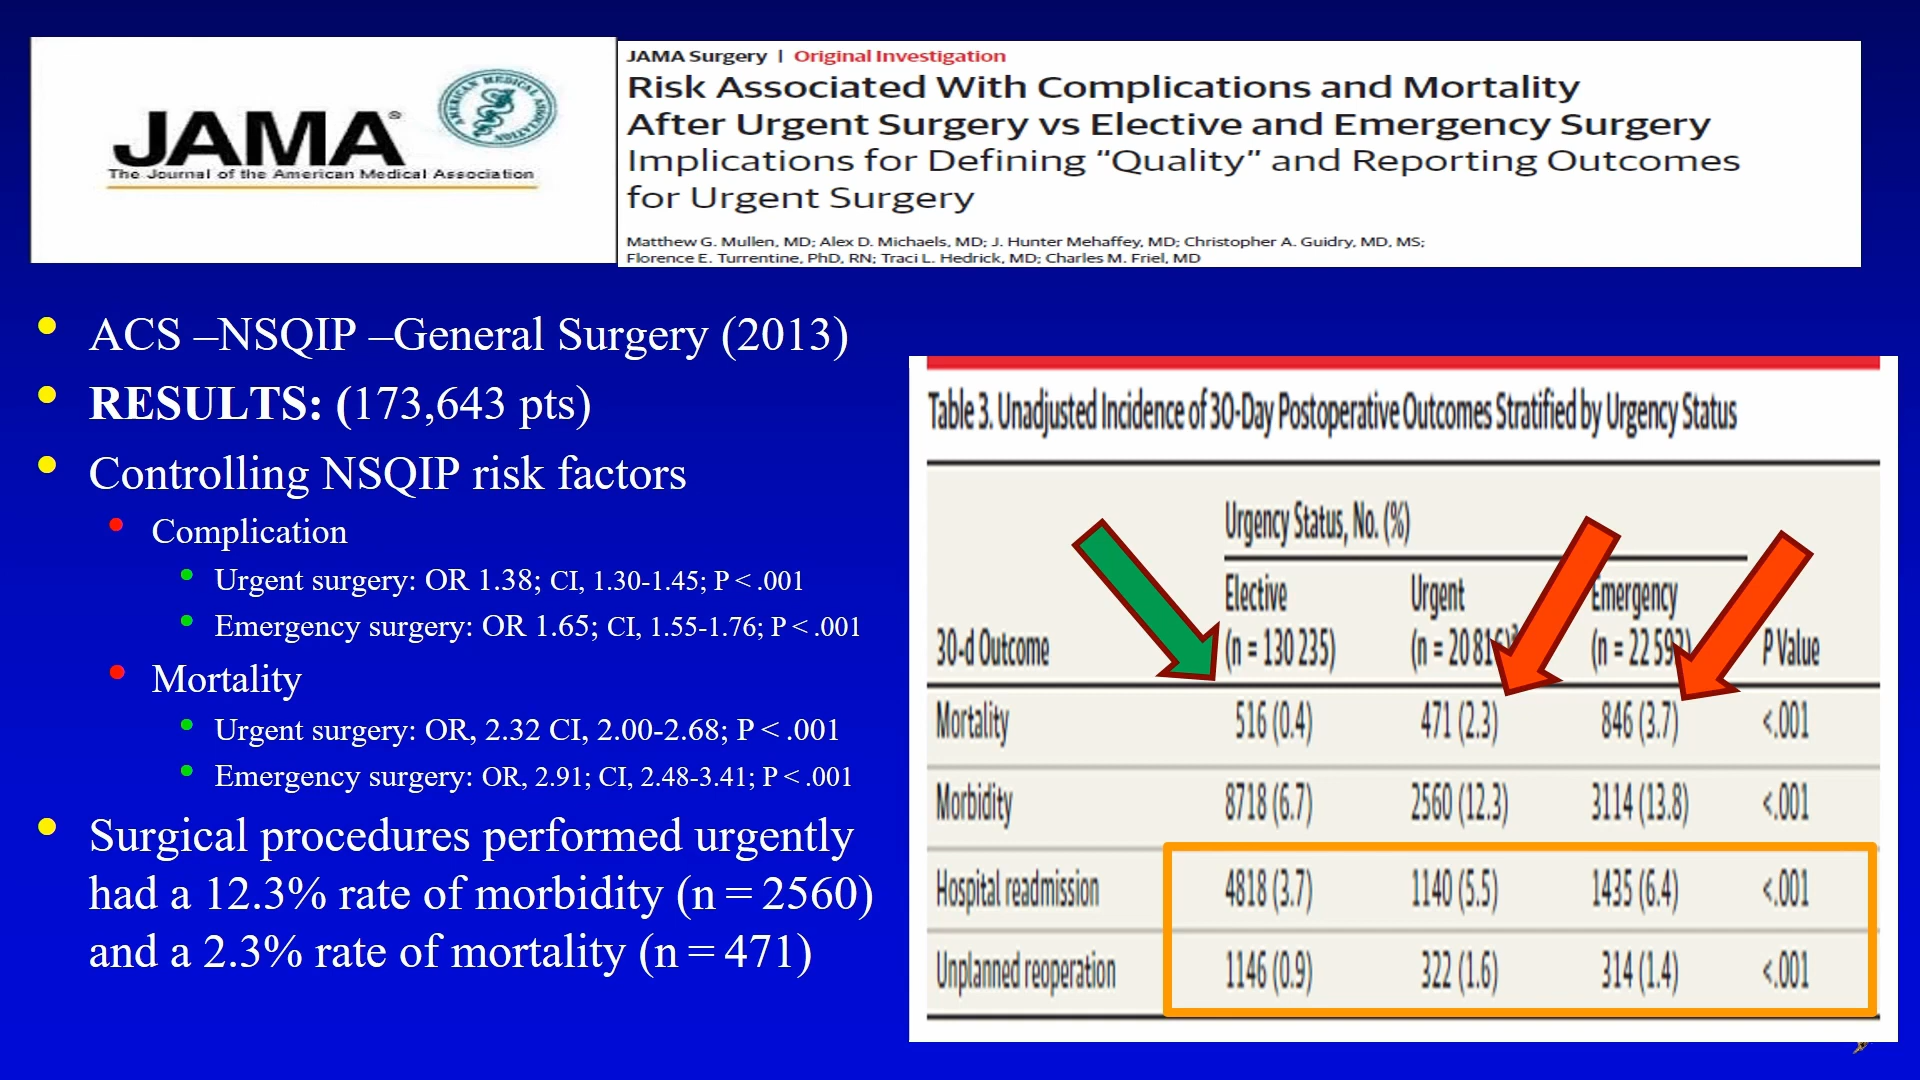 JAMA®
The Journal of the American Medical Association
AMERICAN MEDICAL ASSOCIATION
JAMA Surgery | Original Investigation
Risk Associated With Complications and Mortality
After Urgent Surgery vs Elective and Emergency Surgery
Implications for Defining “Quality” and Reporting Outcomes
for Urgent Surgery
Matthew G. Mullen, MD; Alex D. Michaels, MD; J. Hunter Mehaffey, MD; Christopher A. Guidry, MD, MS;
Florence E. Turrentine, PhD, RN; Traci L. Hedrick, MD; Charles M. Friel, MD
• ACS –NSQIP –General Surgery (2013)
• RESULTS: (173,643 pts)
• Controlling NSQIP risk factors
• Complication
• Urgent surgery: OR 1.38; CI, 1.30-1.45; P < .001
• Emergency surgery: OR 1.65; CI, 1.55-1.76; P < .001
• Mortality
• Urgent surgery: OR, 2.32 CI, 2.00-2.68; P < .001
• Emergency surgery: OR, 2.91; CI, 2.48-3.41; P < .001
• Surgical procedures performed urgently
had a 12.3% rate of morbidity (n = 2560)
and a 2.3% rate of mortality (n = 471)
Table 3. Unadjusted Incidence of 30-Day Postoperative Outcomes Stratified by Urgency Status
Urgency Status, No. (%)
Elective Urgent Emergency
30-d Outcome (n = 130 235) (n = (n = P Value
Mortality 516 (0.4) 471 (2.3) 846 (3.7) <.001
Morbidity 8718 (6.7) 2560 (12.3) 3114 (13.8) <.001
Hospital readmission 4818 (3.7) 1140 (5.5) 1435 (6.4) <.001
Unplanned reoperation 1146 (0.9) 322 (1.6) 314 (1.4) <.001